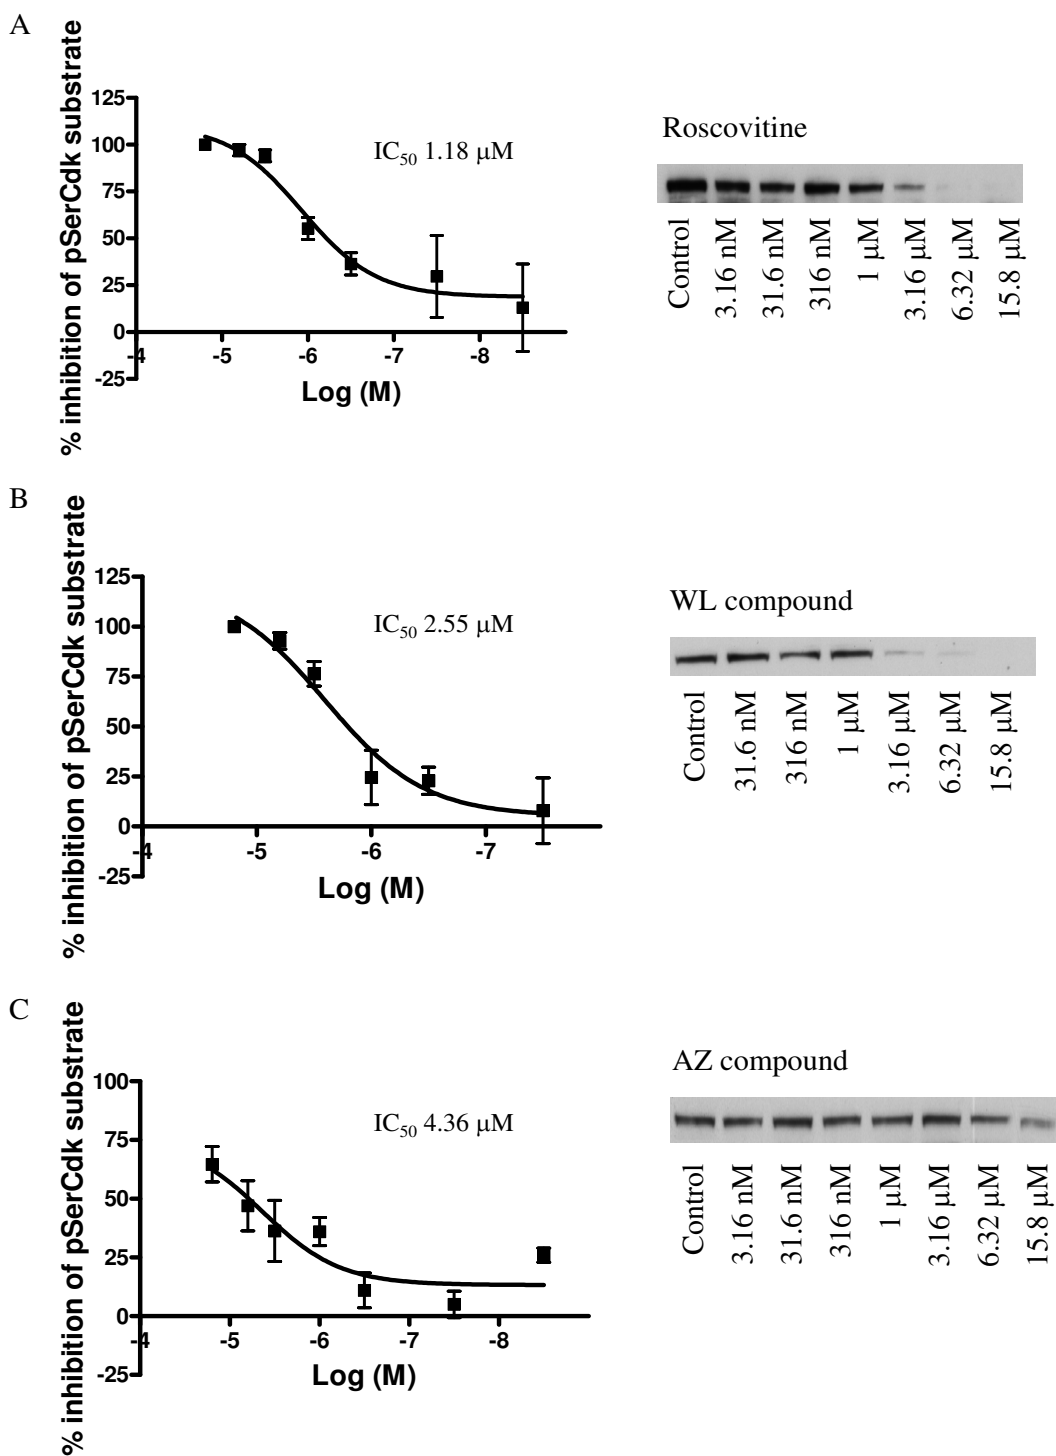 A
% inhibition of pSerCdk substrate
125
100
75
50
25
0
-25
-4
-5
-6
-7
-8
Log (M)
IC50 1.18 µM
Roscovitine
Control
3.16 nM
31.6 nM
316 nM
1 µM
3.16 µM
6.32 µM
15.8 µM
B
% inhibition of pSerCdk substrate
125
100
75
50
25
0
-25
-4
-5
-6
-7
Log (M)
IC50 2.55 µM
WL compound
Control
31.6 nM
316 nM
1 µM
3.16 µM
6.32 µM
15.8 µM
C
% inhibition of pSerCdk substrate
100
75
50
25
0
-25
-4
-5
-6
-7
-8
Log (M)
IC50 4.36 µM
AZ compound
Control
3.16 nM
31.6 nM
316 nM
1 µM
3.16 µM
6.32 µM
15.8 µM